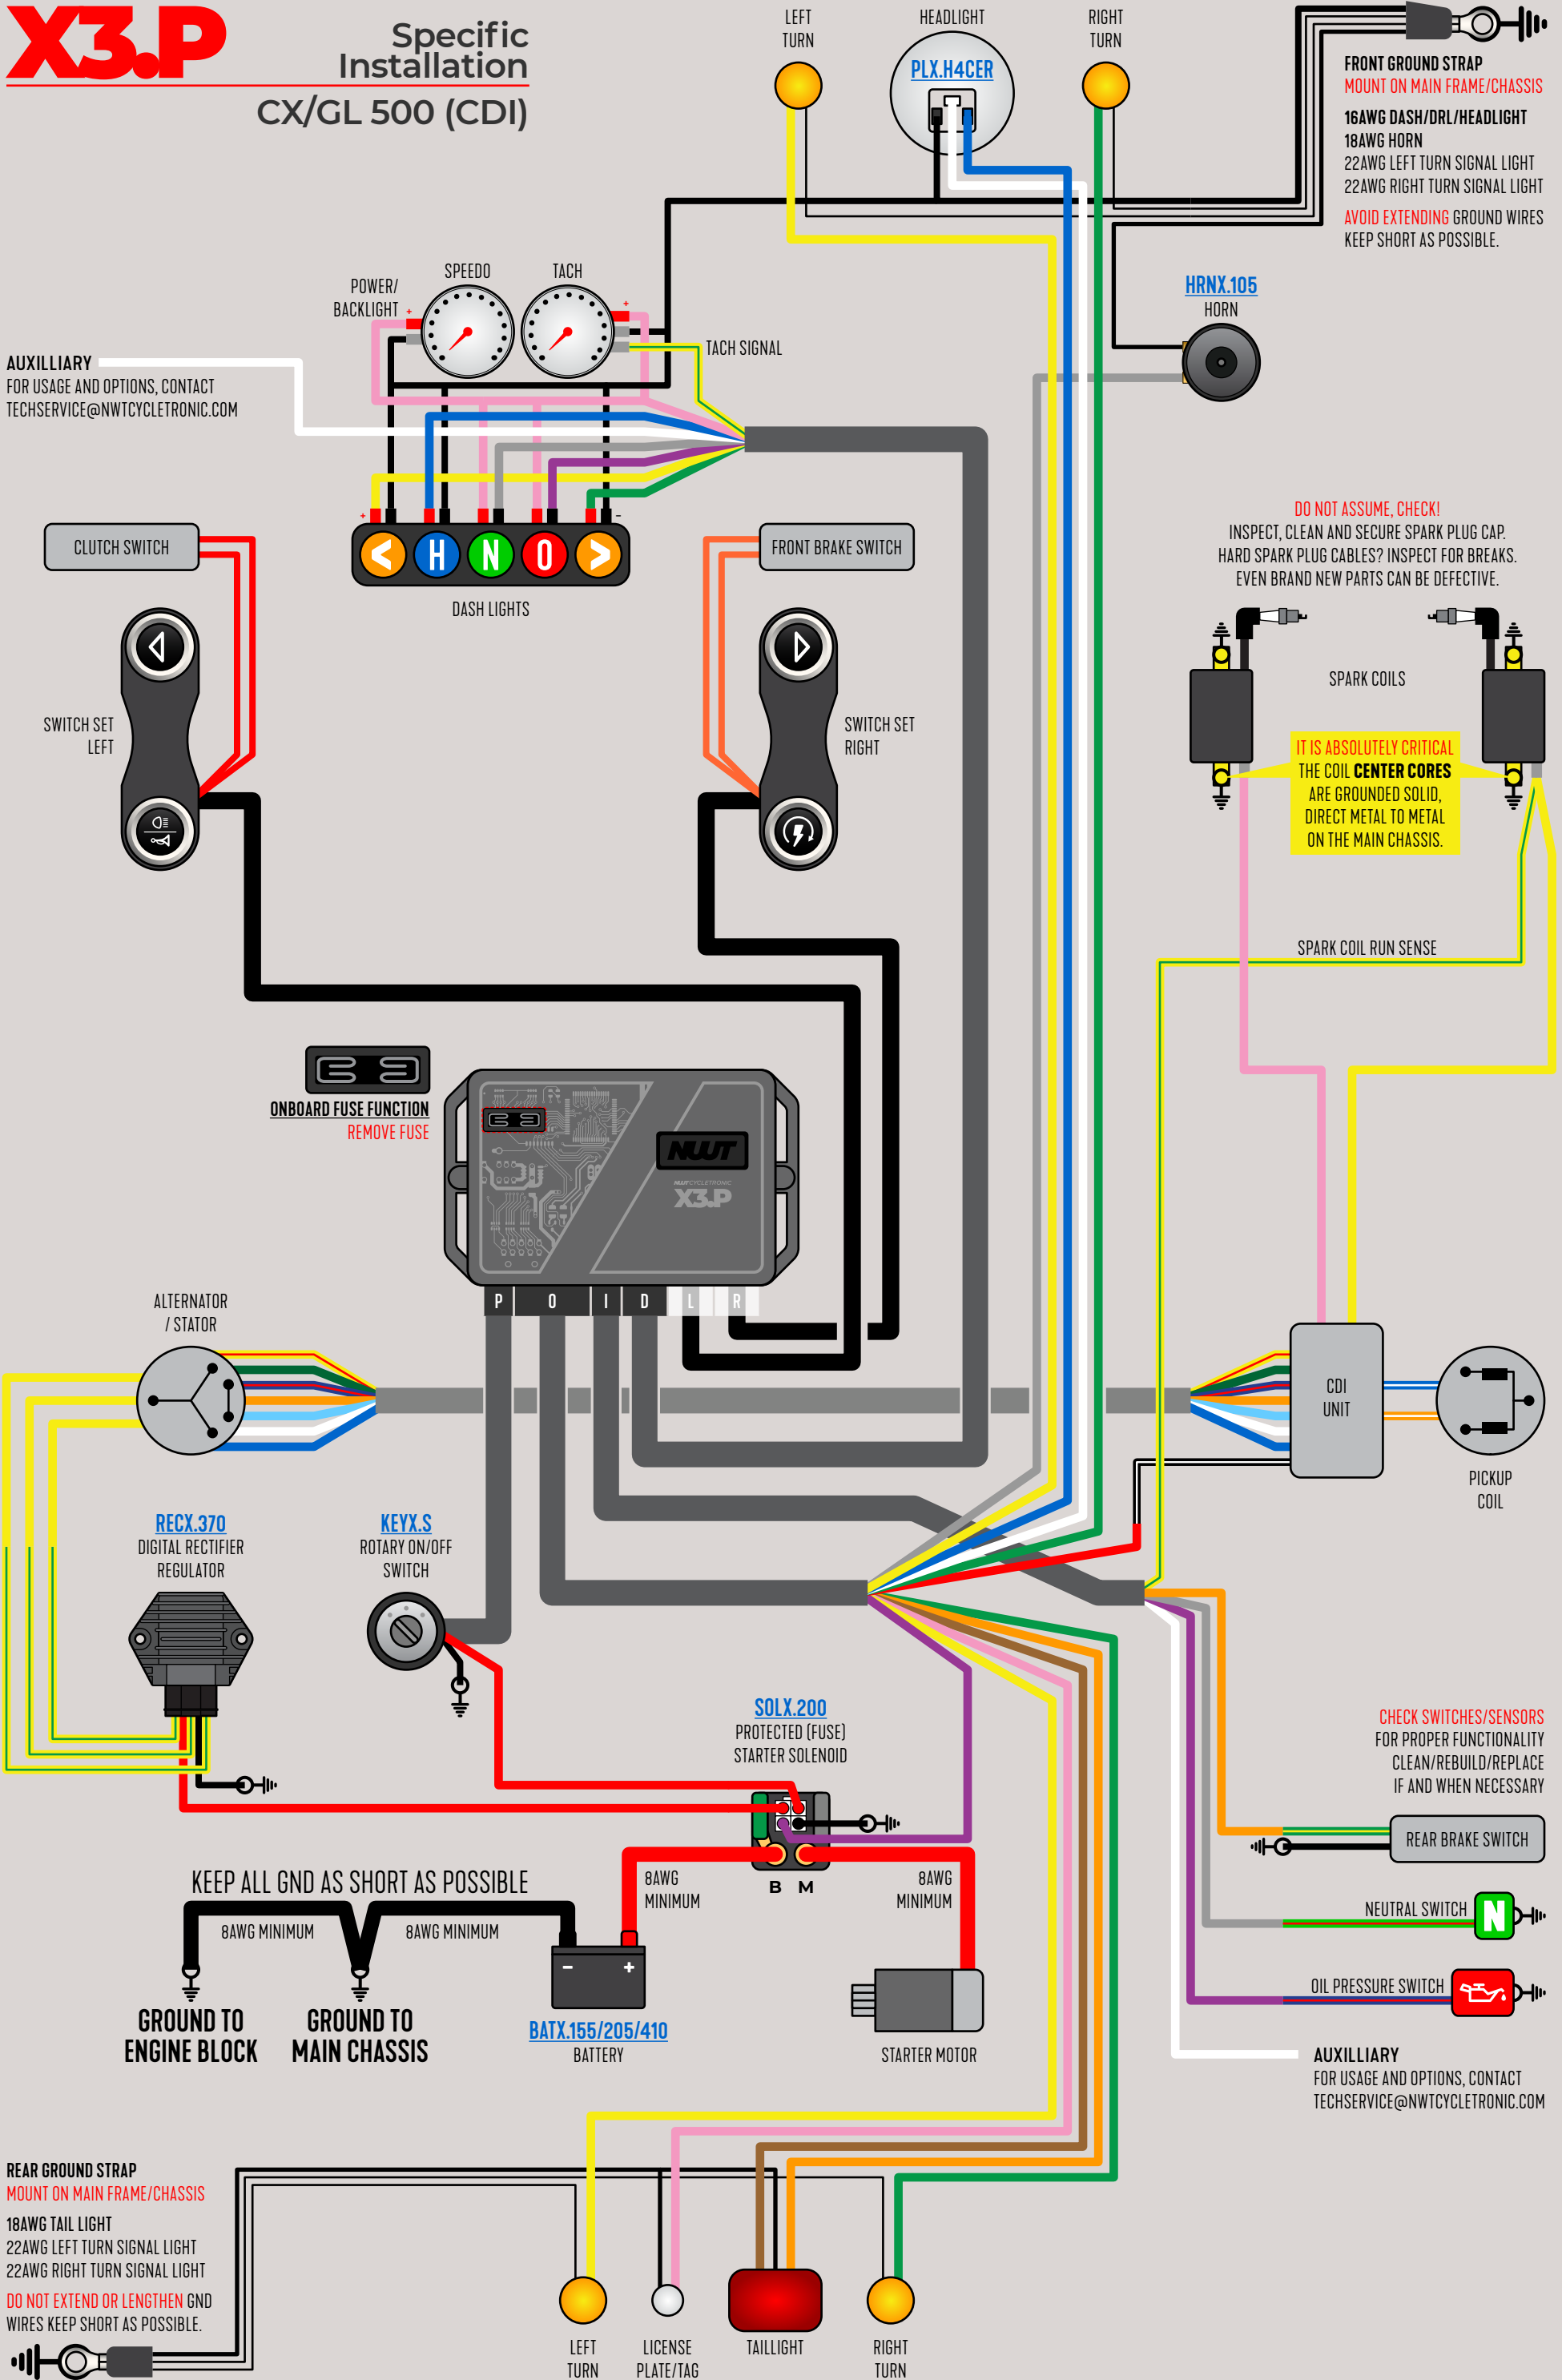 X3.P
Specific
Installation
CX/GL 500 (CDI)
LEFT
TURN
HEADLIGHT
PLX.H4CER
RIGHT
TURN
FRONT GROUND STRAP
MOUNT ON MAIN FRAME/CHASSIS
16AWG DASH/DRL/HEADLIGHT
18AWG HORN
22AWG LEFT TURN SIGNAL LIGHT
22AWG RIGHT TURN SIGNAL LIGHT
AVOID EXTENDING GROUND WIRES
KEEP SHORT AS POSSIBLE.
POWER/
BACKLIGHT
SPEEDO
TACH
+
+
TACH SIGNAL
HRNX.105
HORN
AUXILLIARY
FOR USAGE AND OPTIONS, CONTACT
TECHSERVICE@NWTCYCLETRONIC.COM
CLUTCH SWITCH
+
-
< H N O >
DASH LIGHTS
FRONT BRAKE SWITCH
DO NOT ASSUME, CHECK!
INSPECT, CLEAN AND SECURE SPARK PLUG CAP.
HARD SPARK PLUG CABLES? INSPECT FOR BREAKS.
EVEN BRAND NEW PARTS CAN BE DEFECTIVE.
SWITCH SET
LEFT
SWITCH SET
RIGHT
SPARK COILS
IT IS ABSOLUTELY CRITICAL
THE COIL CENTER CORES
ARE GROUNDED SOLID,
DIRECT METAL TO METAL
ON THE MAIN CHASSIS.
SPARK COIL RUN SENSE
ONBOARD FUSE FUNCTION
REMOVE FUSE
NWT
NWT CYCLETRONIC
X3.P
P O I D L R
ALTERNATOR
/ STATOR
CDI
UNIT
PICKUP
COIL
RECX.370
DIGITAL RECTIFIER
REGULATOR
KEYX.S
ROTARY ON/OFF
SWITCH
SOLX.200
PROTECTED (FUSE)
STARTER SOLENOID
B M
CHECK SWITCHES/SENSORS
FOR PROPER FUNCTIONALITY
CLEAN/REBUILD/REPLACE
IF AND WHEN NECESSARY
REAR BRAKE SWITCH
NEUTRAL SWITCH
N
OIL PRESSURE SWITCH
KEEP ALL GND AS SHORT AS POSSIBLE
8AWG MINIMUM
8AWG MINIMUM
8AWG
MINIMUM
8AWG
MINIMUM
GROUND TO
ENGINE BLOCK
GROUND TO
MAIN CHASSIS
- +
BATX.155/205/410
BATTERY
STARTER MOTOR
AUXILLIARY
FOR USAGE AND OPTIONS, CONTACT
TECHSERVICE@NWTCYCLETRONIC.COM
REAR GROUND STRAP
MOUNT ON MAIN FRAME/CHASSIS
18AWG TAIL LIGHT
22AWG LEFT TURN SIGNAL LIGHT
22AWG RIGHT TURN SIGNAL LIGHT
DO NOT EXTEND OR LENGTHEN GND
WIRES KEEP SHORT AS POSSIBLE.
LEFT
TURN
LICENSE
PLATE/TAG
TAILLIGHT
RIGHT
TURN